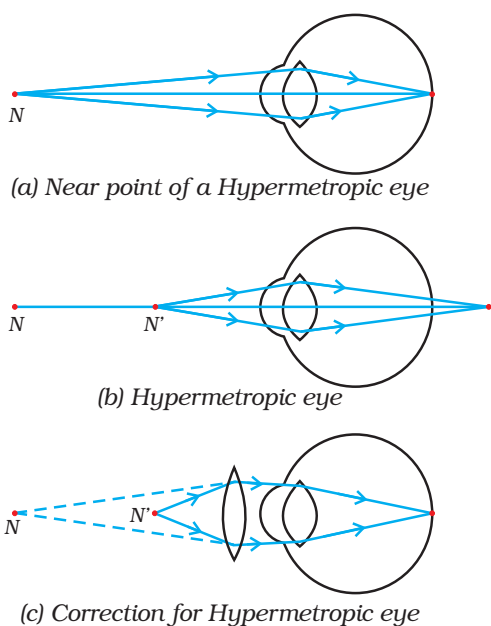 N
(a) Near point of a Hypermetropic eye
N N'
(b) Hypermetropic eye
N N'
(c) Correction for Hypermetropic eye